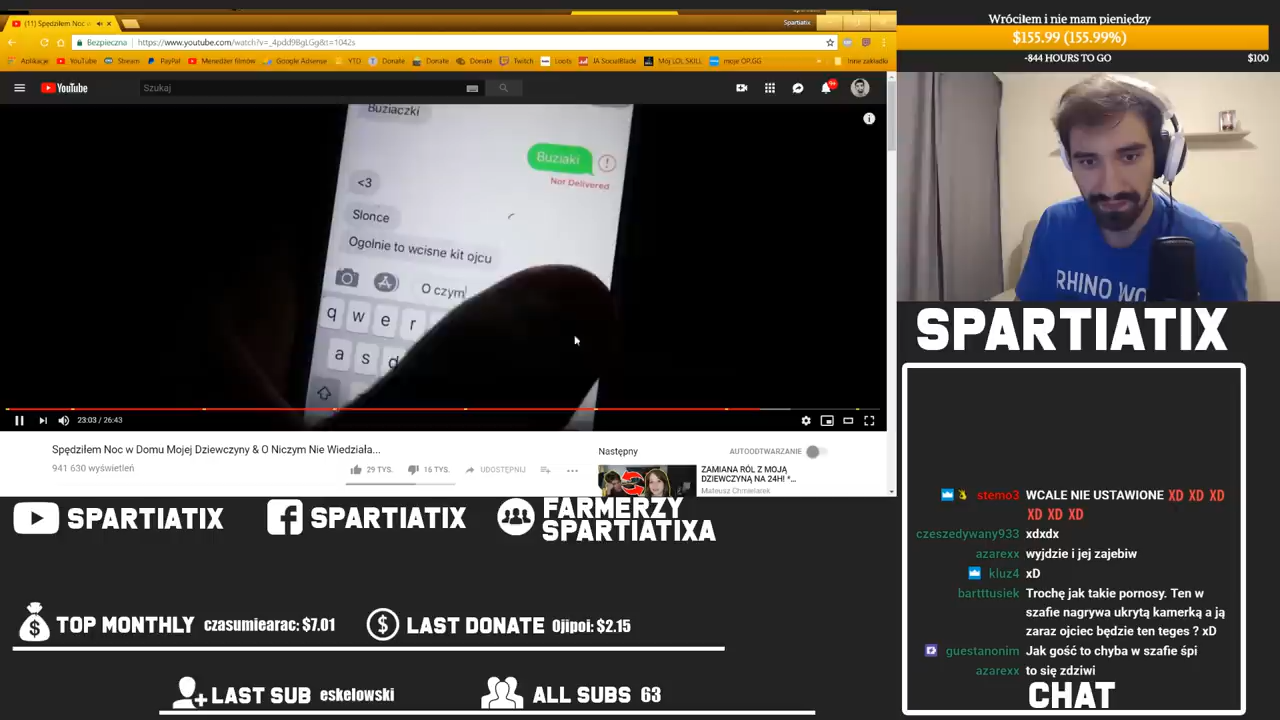 (11) Spędziłem Noc w
Spartiatix
Bezpieczna
https://www.youtube.com/watch?v=_4pdd9BgLGg&t=1042s
Aplikacje YouTube Stream PayPal Menedżer filmów Google Adsense YTD Donate Donate Donate Twitch Loots JA SocialBlade Mój LOL SKILL moje OP.GG Inne zakładki
YouTube
Szukaj
9+
Buziaczki
Buziaki
Not Delivered
<3
Slonce
Ogolnie to wcisne kit ojcu
O czym
q w e r
a s d
23:03 / 26:43
Spędziłem Noc w Domu Mojej Dziewczyny & O Niczym Nie Wiedziała...
941 630 wyświetleń
29 TYS. 16 TYS. UDOSTĘPNIJ
Następny
AUTOODTWARZANIE
ZAMIANA RÓL Z MOJĄ
DZIEWCZYNĄ NA 24H! *...
Mateusz Chmielarek
Wróciłem i nie mam pieniędzy
$155.99 (155.99%)
-844 HOURS TO GO
$100
RHINO WO
SPARTIATIX
stemo3 WCALE NIE USTAWIONE XD XD XD
XD XD XD
czeszedywany933 xdxdx
azarexx wyjdzie i jej zajebiw
kluz4 xD
barttusiek Trochę jak takie pornosy. Ten w
szafie nagrywa ukrytą kamerką a ją
zaraz ojciec będzie ten teges ? xD
guestanonim Jak gość to chyba w szafie śpi
azarexx to się zdziwi
CHAT
SPARTIATIX
SPARTIATIX
FARMERZY
SPARTIATIXA
TOP MONTHLY czasumiearac: $7.01
LAST DONATE Ojipol: $2.15
LAST SUB eskelowski
ALL SUBS 63